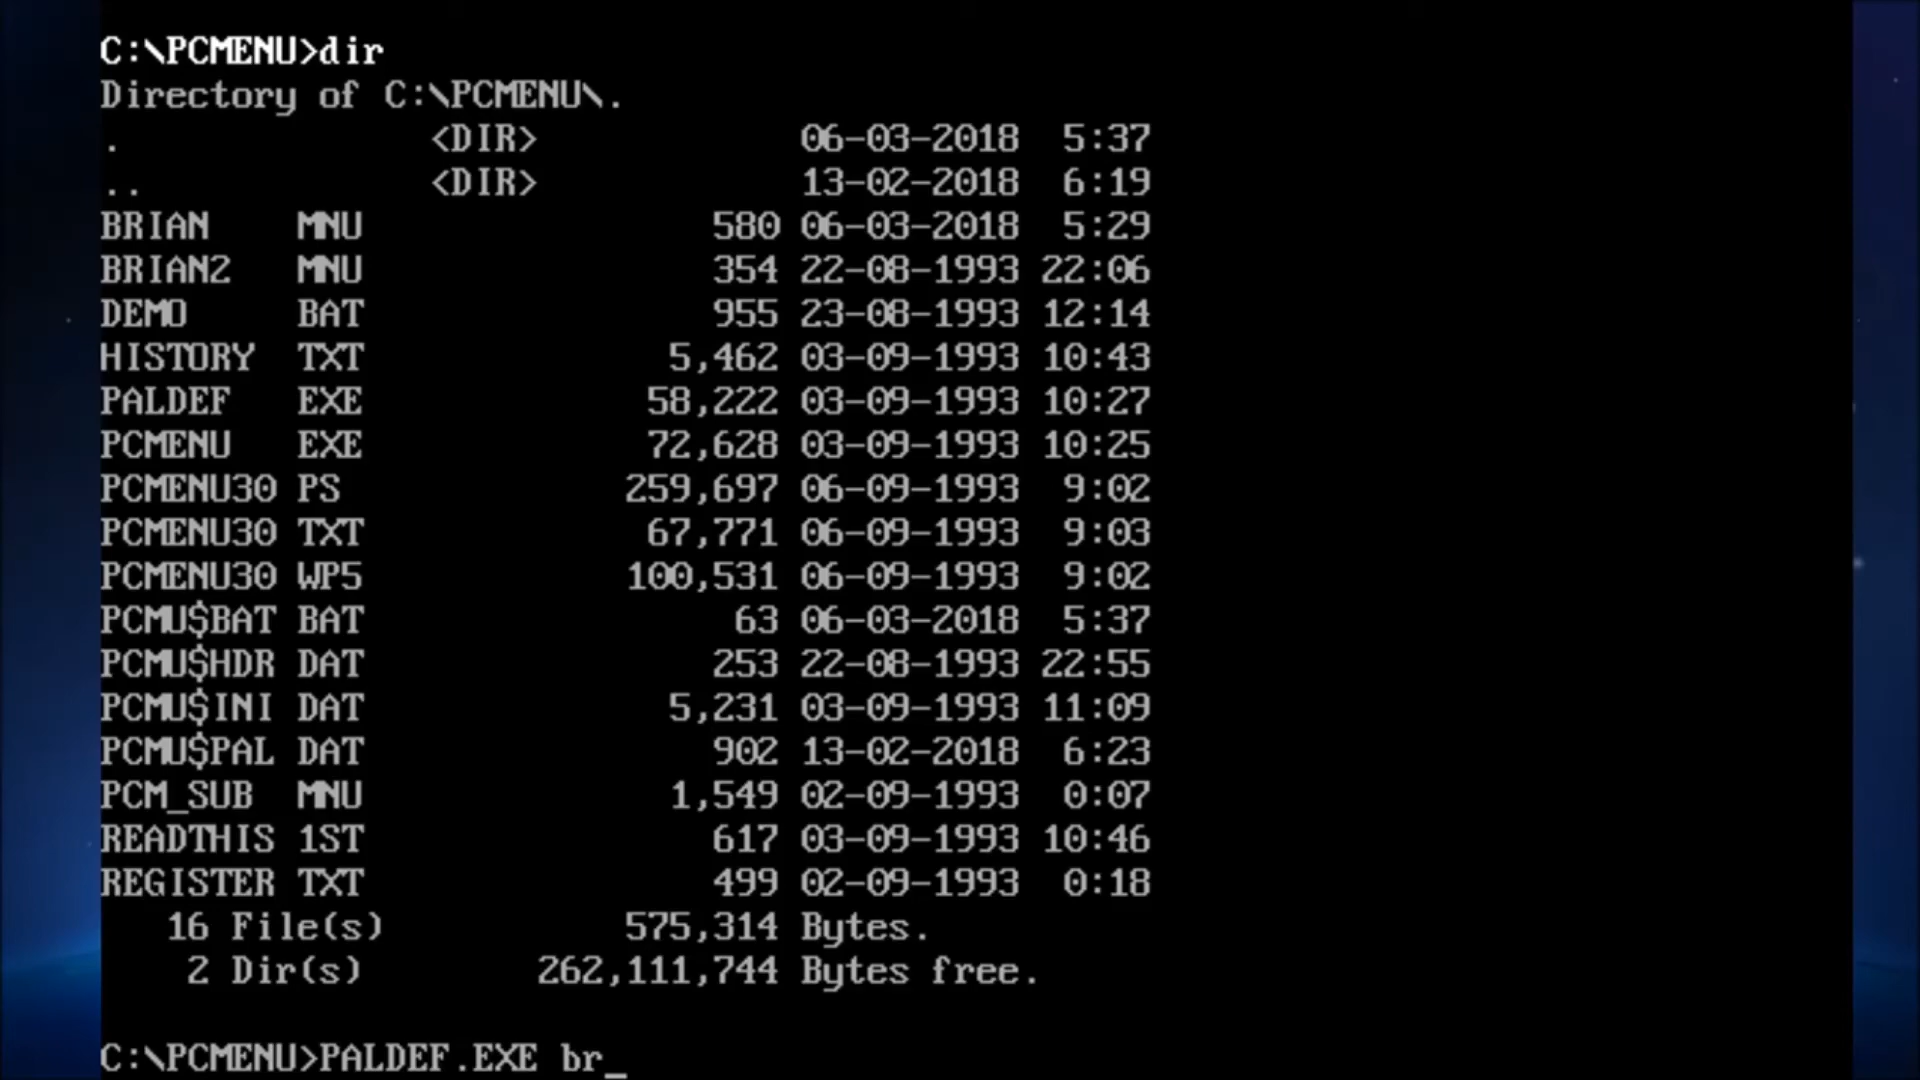 C:\PCMENU>dir
Directory of C:\PCMENU\.
. <DIR> 06-03-2018 5:37
.. <DIR> 13-02-2018 6:19
BRIAN MNU 580 06-03-2018 5:29
BRIAN2 MNU 354 22-08-1993 22:06
DEMO BAT 955 23-08-1993 12:14
HISTORY TXT 5,462 03-09-1993 10:43
PALDEF EXE 58,222 03-09-1993 10:27
PCMENU EXE 72,628 03-09-1993 10:25
PCMENU30 PS 259,697 06-09-1993 9:02
PCMENU30 TXT 67,771 06-09-1993 9:03
PCMENU30 WP5 100,531 06-09-1993 9:02
PCMU$BAT BAT 63 06-03-2018 5:37
PCMU$HDR DAT 253 22-08-1993 22:55
PCMU$INI DAT 5,231 03-09-1993 11:09
PCMU$PAL DAT 902 13-02-2018 6:23
PCM_SUB MNU 1,549 02-09-1993 0:07
READTHIS 1ST 617 03-09-1993 10:46
REGISTER TXT 499 02-09-1993 0:18
16 File(s) 575,314 Bytes.
2 Dir(s) 262,111,744 Bytes free.
C:\PCMENU>PALDEF.EXE br_